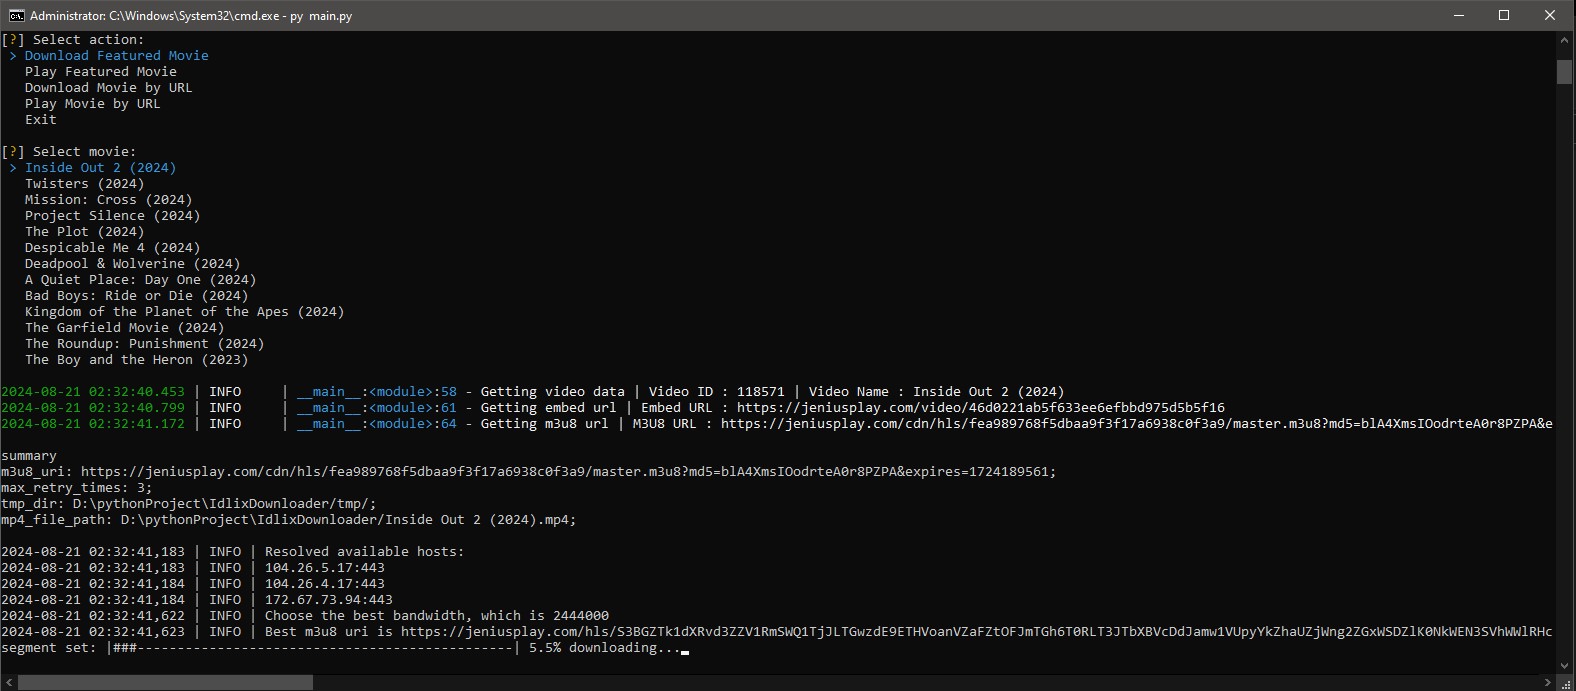 Administrator: C:\Windows\System32\cmd.exe - py  main.py
[?] Select action:
> Download Featured Movie
Play Featured Movie
Download Movie by URL
Play Movie by URL
Exit
[?] Select movie:
> Inside Out 2 (2024)
Twisters (2024)
Mission: Cross (2024)
Project Silence (2024)
The Plot (2024)
Despicable Me 4 (2024)
Deadpool & Wolverine (2024)
A Quiet Place: Day One (2024)
Bad Boys: Ride or Die (2024)
Kingdom of the Planet of the Apes (2024)
The Garfield Movie (2024)
The Roundup: Punishment (2024)
The Boy and the Heron (2023)
2024-08-21 02:32:40.453 | INFO     | __main__:<module>:58 - Getting video data | Video ID : 118571 | Video Name : Inside Out 2 (2024)
2024-08-21 02:32:40.799 | INFO     | __main__:<module>:61 - Getting embed url | Embed URL : https://jeniusplay.com/video/46d0221ab5f633ee6efbbd975d5b5f16
2024-08-21 02:32:41.172 | INFO     | __main__:<module>:64 - Getting m3u8 url | M3U8 URL : https://jeniusplay.com/cdn/hls/fea989768f5dbaa9f3f17a6938c0f3a9/master.m3u8?md5=blA4XmsIOodrteA0r8PZPA&e
summary
m3u8_uri: https://jeniusplay.com/cdn/hls/fea989768f5dbaa9f3f17a6938c0f3a9/master.m3u8?md5=blA4XmsIOodrteA0r8PZPA&expires=1724189561;
max_retry_times: 3;
tmp_dir: D:\pythonProject\IdlixDownloader/tmp/;
mp4_file_path: D:\pythonProject\IdlixDownloader/Inside Out 2 (2024).mp4;
2024-08-21 02:32:41,183 | INFO | Resolved available hosts:
2024-08-21 02:32:41,183 | INFO | 104.26.5.17:443
2024-08-21 02:32:41,184 | INFO | 104.26.4.17:443
2024-08-21 02:32:41,184 | INFO | 172.67.73.94:443
2024-08-21 02:32:41,622 | INFO | Choose the best bandwidth, which is 2444000
2024-08-21 02:32:41,623 | INFO | Best m3u8 uri is https://jeniusplay.com/hls/S3BGZTk1dXRvd3ZZV1RmSWQ1TjJLTGwzdE9ETHVoanVZaFZtOFJmTGh6T0RLT3JTbXBVcDdJamw1VUpyYkZhaUZjWng2ZGxWSDZlK0NkWEN3SVhWWlRHc
segment set: |###-----------------------------------------------| 5.5% downloading...